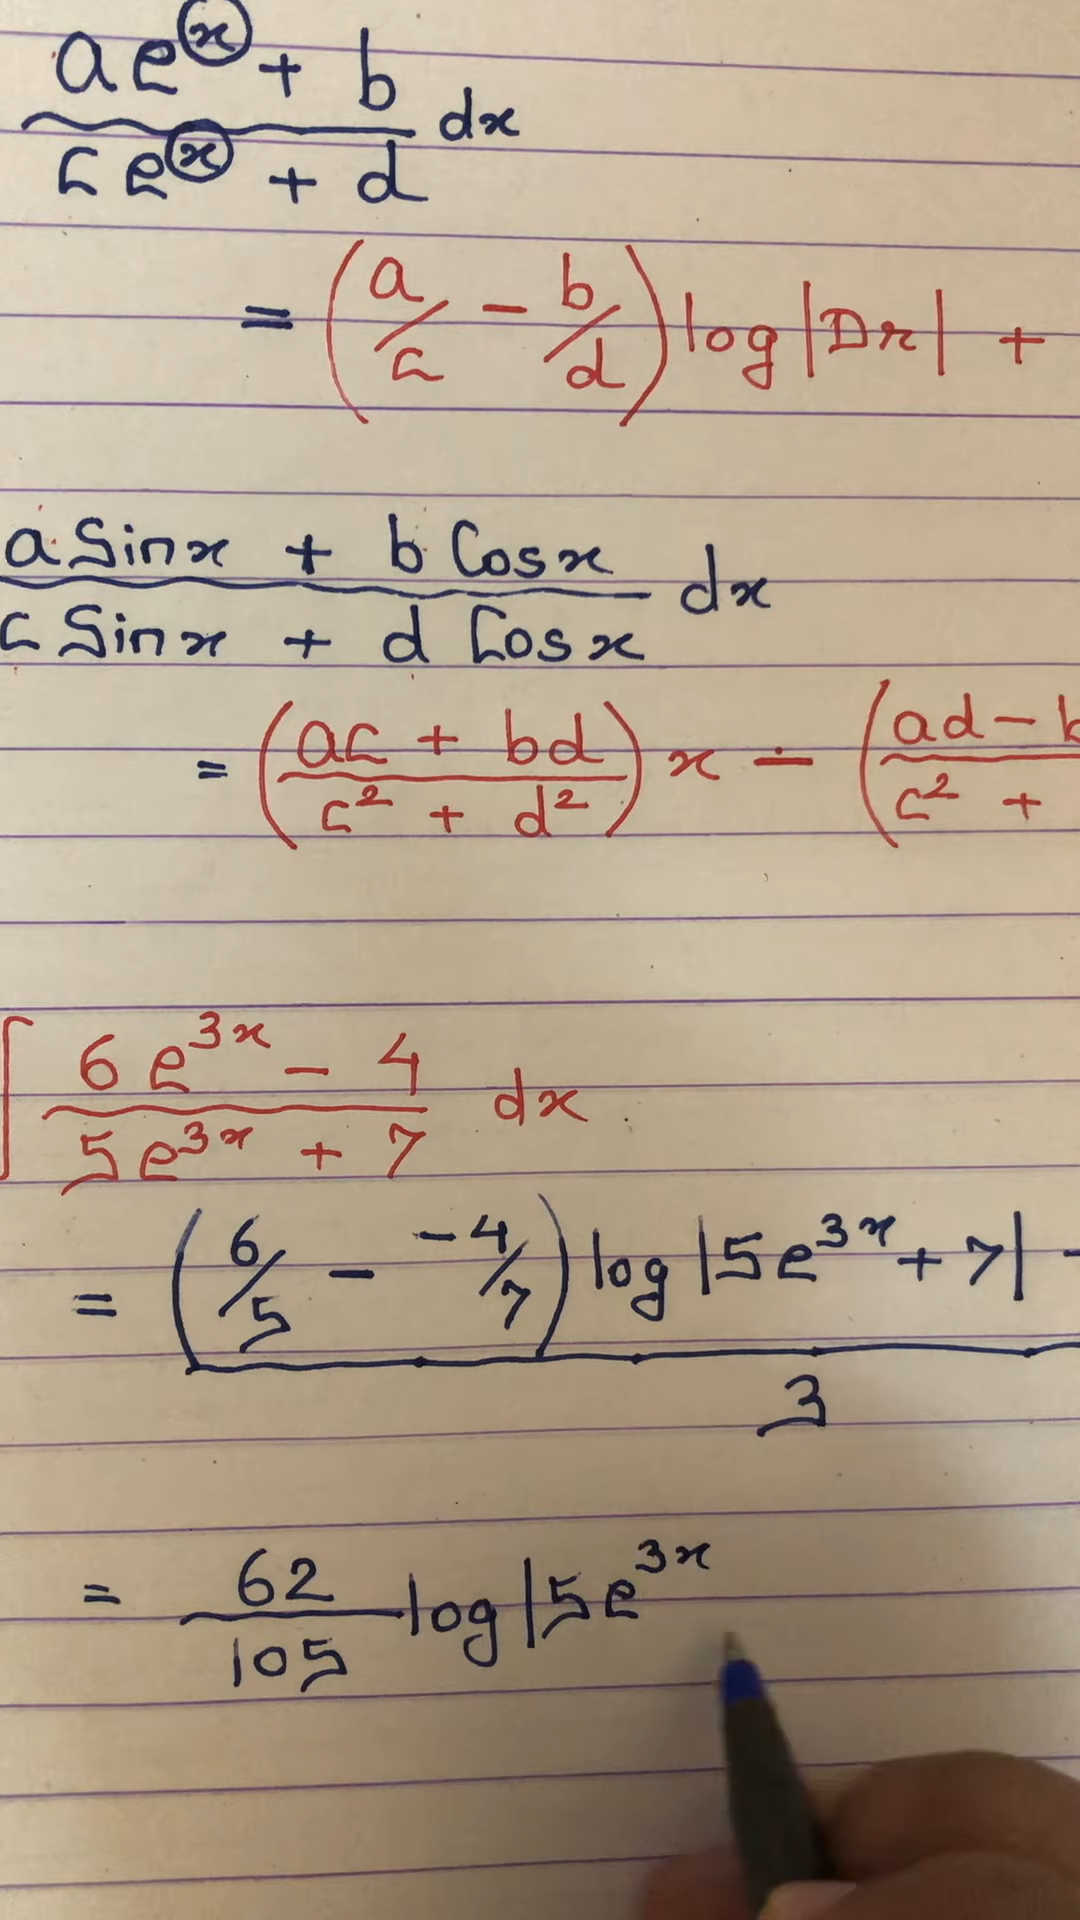 ae^x + b
ce^x + d dx
= (a/c - b/d) log|Dr| +
a Sinx + b Cosx
c Sinx + d Cosx dx
= (ac + bd / c² + d²) x - (ad - b / c² +
∫ 6e^3x - 4
5e^3x + 7 dx
= (6/5 - -4/7) log|5e^3x + 7| -
3
= 62/105 log|5e^3x